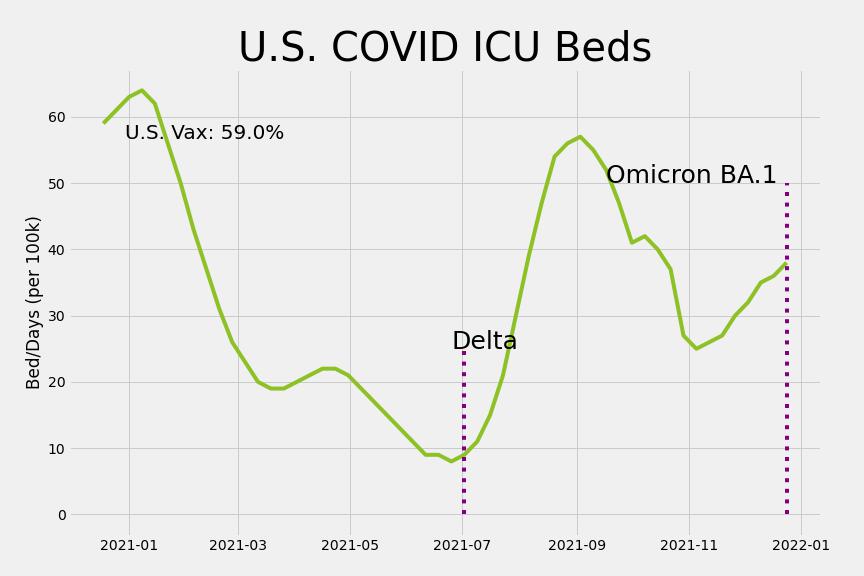 U.S. COVID ICU Beds
60
U.S. Vax: 59.0%
50
Omicron BA.1
40
Bed/Days (per 100k)
30
Delta
20
10
0
2021-01 2021-03 2021-05 2021-07 2021-09 2021-11 2022-01